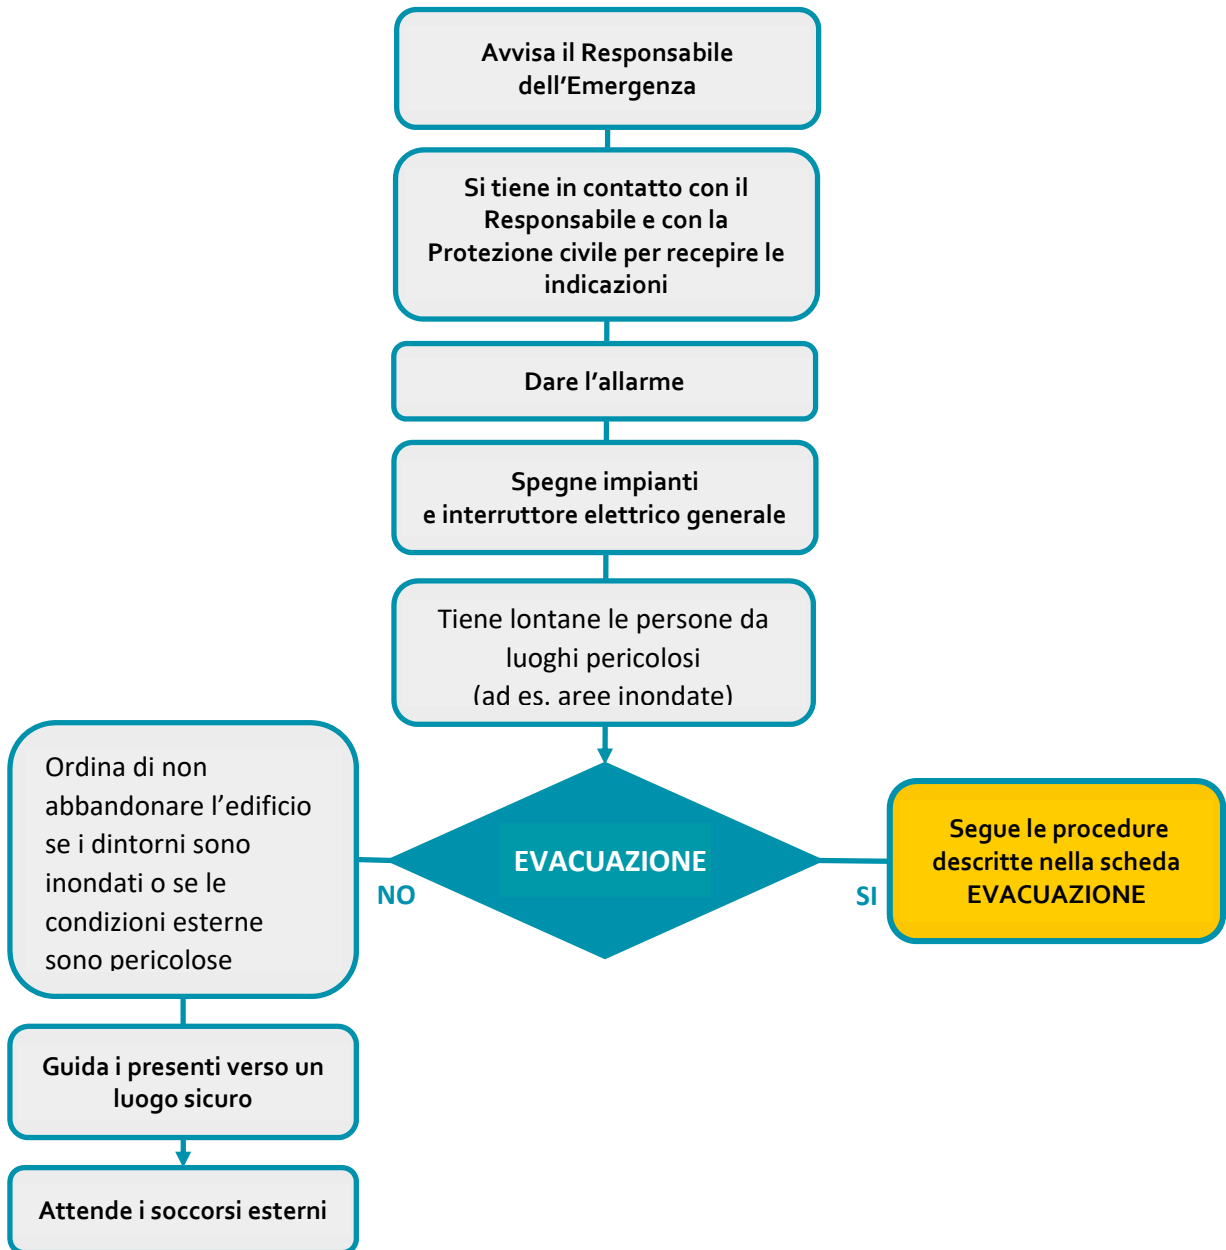 Avvisa il Responsabile
dell’Emergenza
Si tiene in contatto con il
Responsabile e con la
Protezione civile per recepire le
indicazioni
Dare l’allarme
Spegne impianti
e interruttore elettrico generale
Tiene lontane le persone da
luoghi pericolosi
(ad es. aree inondate)
EVACUAZIONE
NO
SI
Ordina di non
abbandonare l’edificio
se i dintorni sono
inondati o se le
condizioni esterne
sono pericolose
Segue le procedure
descritte nella scheda
EVACUAZIONE
Guida i presenti verso un
luogo sicuro
Attende i soccorsi esterni